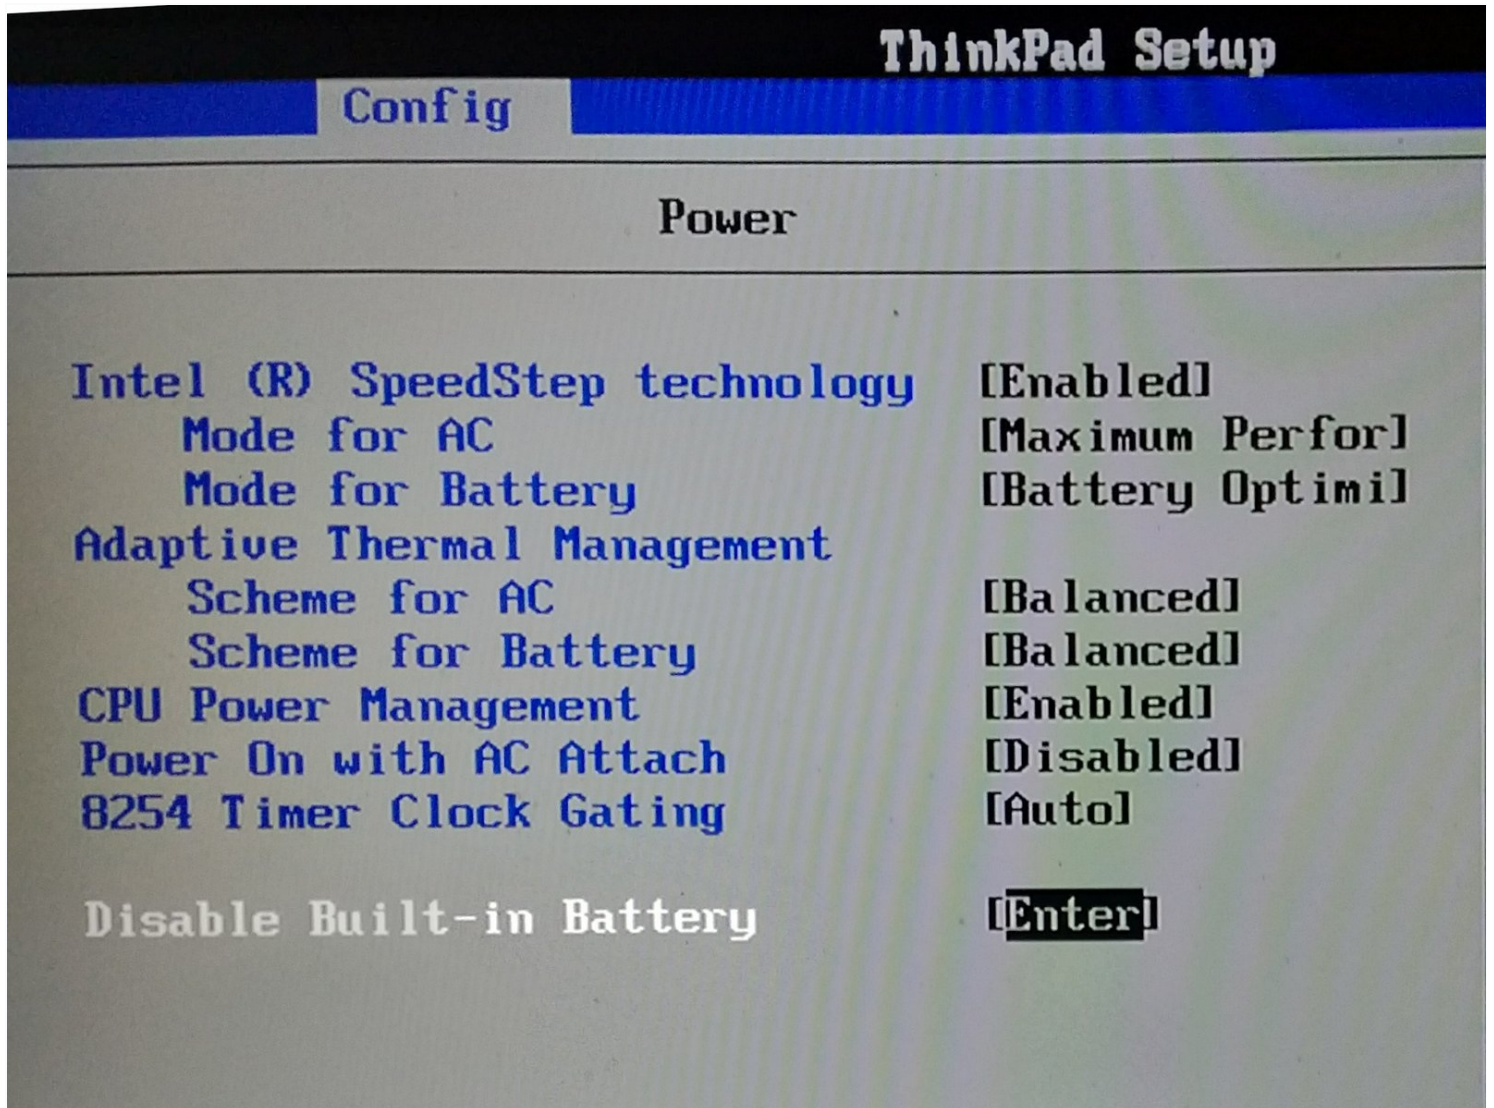 ThinkPad Setup
Config
Power
Intel (R) SpeedStep technology [Enabled]
Mode for AC [Maximum Perfor]
Mode for Battery [Battery Optimi]
Adaptive Thermal Management
Scheme for AC [Balanced]
Scheme for Battery [Balanced]
CPU Power Management [Enabled]
Power On with AC Attach [Disabled]
8254 Timer Clock Gating [Auto]
Disable Built-in Battery [Enter]